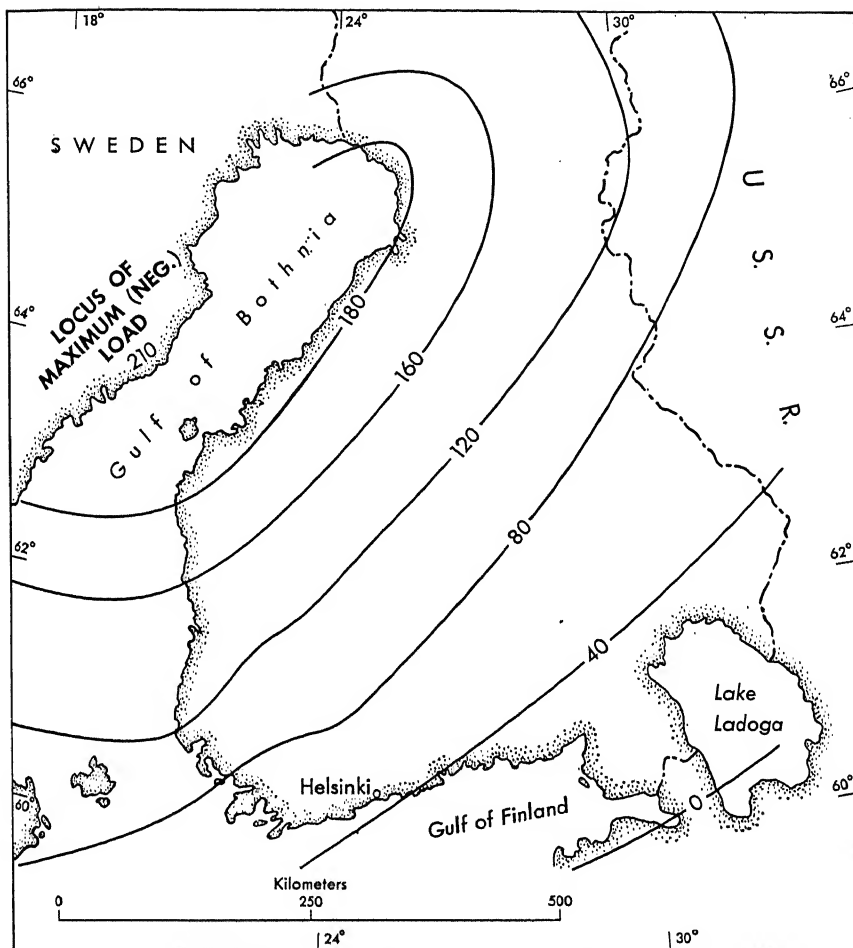 18° 24° 30°
66° 66°
SWEDEN
U.S.S.R.
LOCUS OF
MAXIMUM (NEG.)
LOAD
210
Gulf of Bothnia
64° 64°
180
160
120
80
40
0
62° 62°
Lake
Ladoga
Helsinki
60° 60°
Gulf of Finland
Kilometers
0 250 500
24° 30°